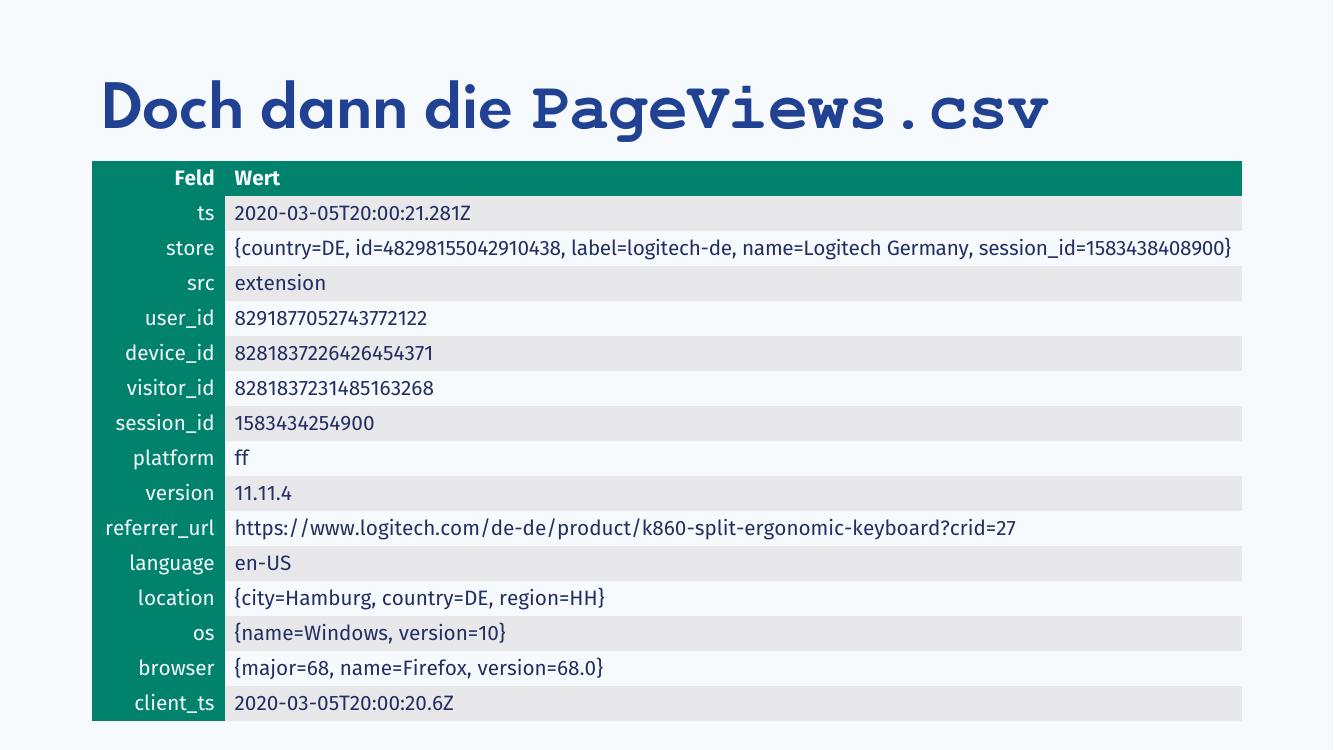 Doch dann die PageViews.csv
Feld Wert
ts 2020-03-05T20:00:21.281Z
store {country=DE, id=48298155042910438, label=logitech-de, name=Logitech Germany, session_id=1583438408900}
src extension
user_id 8291877052743772122
device_id 8281837226426454371
visitor_id 8281837231485163268
session_id 1583434254900
platform ff
version 11.11.4
referrer_url https://www.logitech.com/de-de/product/k860-split-ergonomic-keyboard?crid=27
language en-US
location {city=Hamburg, country=DE, region=HH}
os {name=Windows, version=10}
browser {major=68, name=Firefox, version=68.0}
client_ts 2020-03-05T20:00:20.6Z